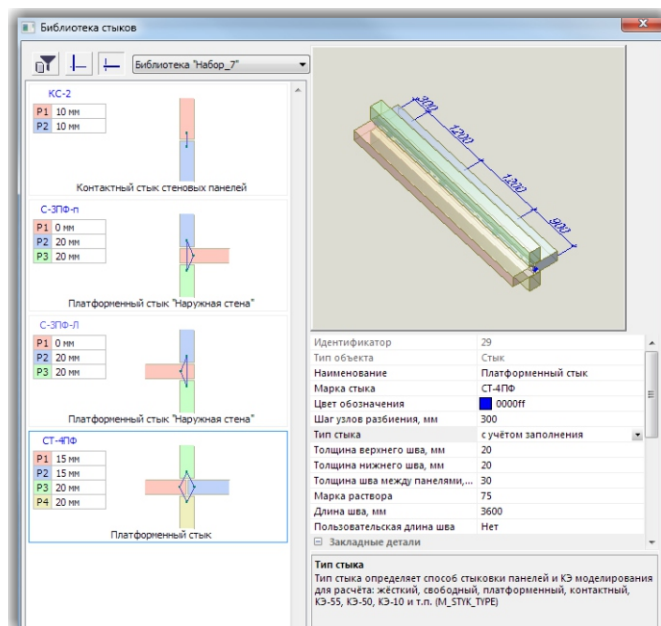 Библиотека стыков
Библиотека "Набор_7"
КС-2
P1 10 мм
P2 10 мм
Контактный стык стеновых панелей
С-3ПФ-п
P1 0 мм
P2 20 мм
P3 20 мм
Платформенный стык "Наружная стена"
С-3ПФ-Л
P1 0 мм
P2 20 мм
P3 20 мм
Платформенный стык "Наружная стена"
СТ-4ПФ
P1 15 мм
P2 15 мм
P3 20 мм
P4 20 мм
Платформенный стык
300
1200
1200
900
Идентификатор 29
Тип объекта Стык
Наименование Платформенный стык
Марка стыка СТ-4ПФ
Цвет обозначения 0000ff
Шаг узлов разбиения, мм 300
Тип стыка с учётом заполнения
Толщина верхнего шва, мм 20
Толщина нижнего шва, мм 20
Толщина шва между панелями,... 30
Марка раствора 75
Длина шва, мм 3600
Пользовательская длина шва Нет
Закладные детали
Тип стыка
Тип стыка определяет способ стыковки панелей и КЭ моделирования
для расчёта: жёсткий, свободный, платформенный, контактный,
КЭ-55, КЭ-50, КЭ-10 и т.п. (M_STYK_TYPE)